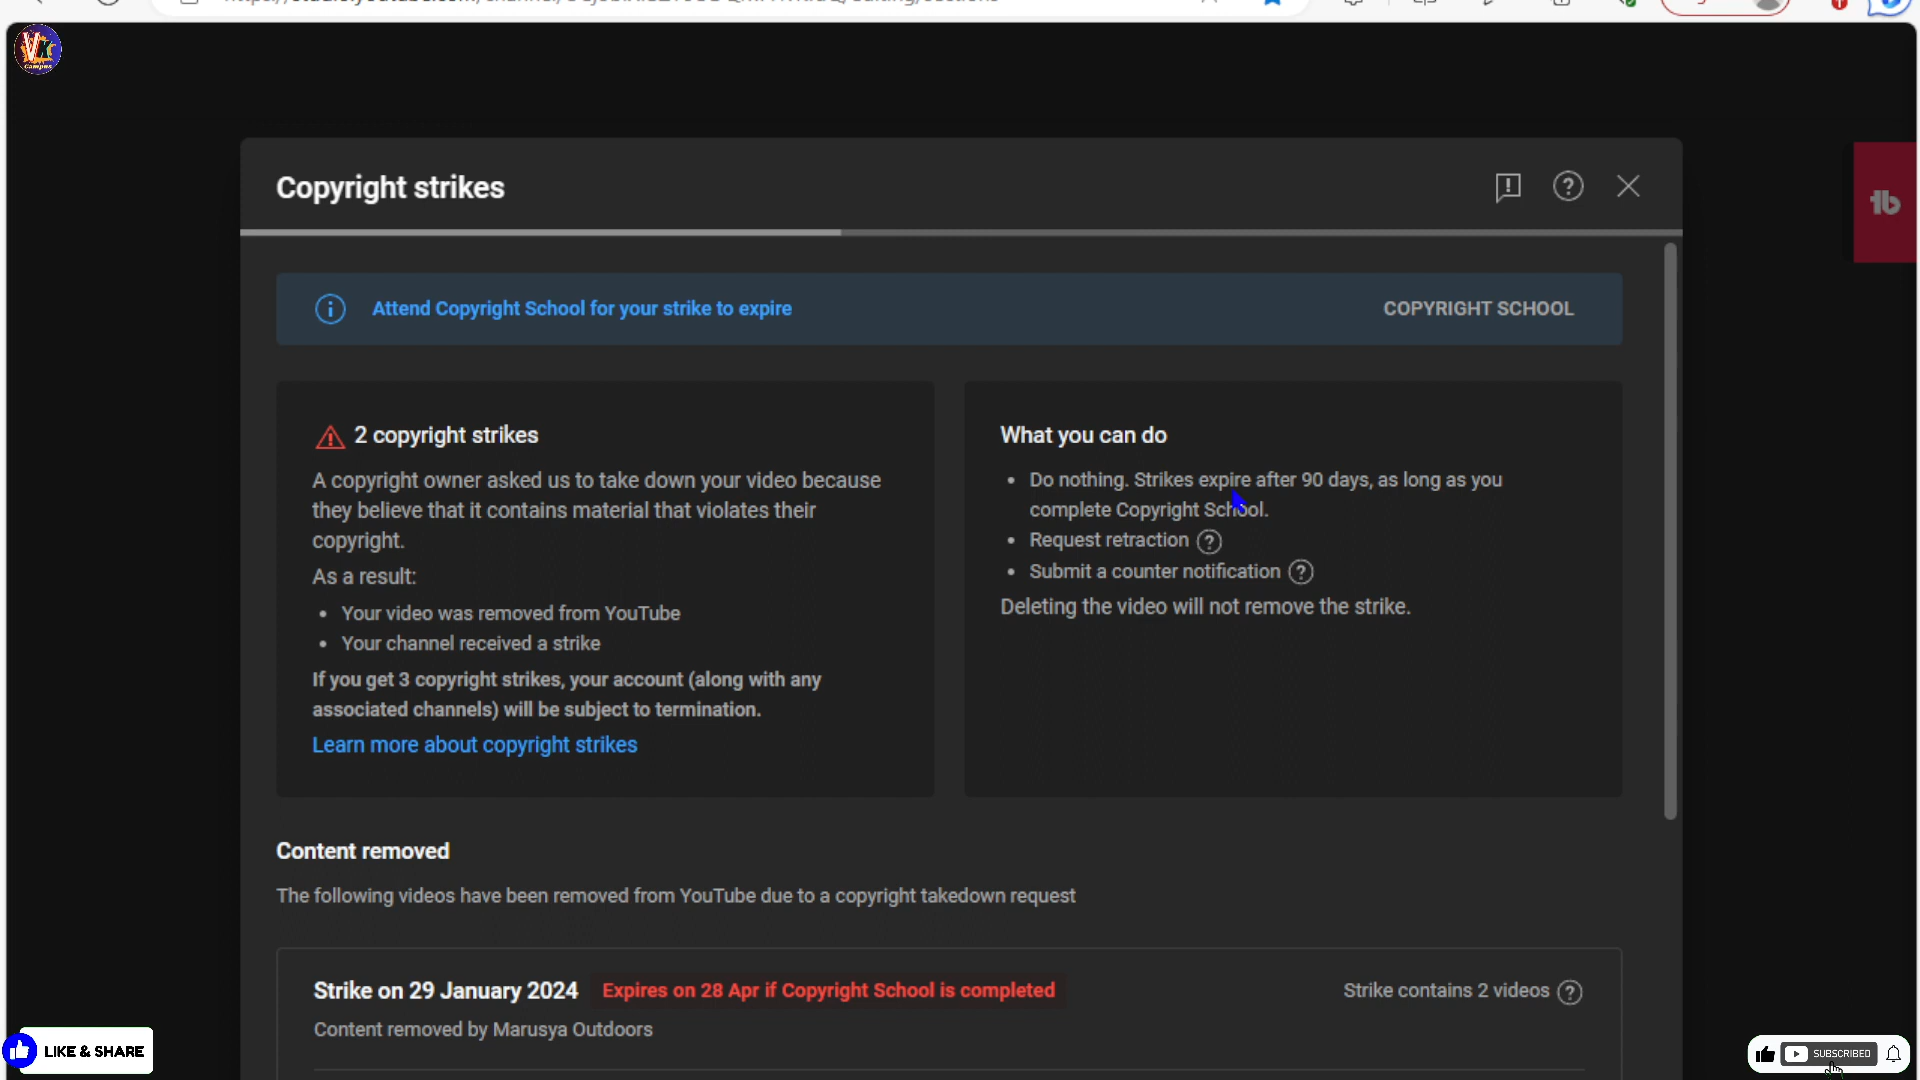 VK
Campus
Copyright strikes
Attend Copyright School for your strike to expire
COPYRIGHT SCHOOL
2 copyright strikes
A copyright owner asked us to take down your video because
they believe that it contains material that violates their
copyright.
As a result:
• Your video was removed from YouTube
• Your channel received a strike
If you get 3 copyright strikes, your account (along with any
associated channels) will be subject to termination.
Learn more about copyright strikes
What you can do
• Do nothing. Strikes expire after 90 days, as long as you
complete Copyright School.
• Request retraction
• Submit a counter notification
Deleting the video will not remove the strike.
Content removed
The following videos have been removed from YouTube due to a copyright takedown request
Strike on 29 January 2024 Expires on 28 Apr if Copyright School is completed
Strike contains 2 videos
Content removed by Marusya Outdoors
LIKE & SHARE
SUBSCRIBED
tb